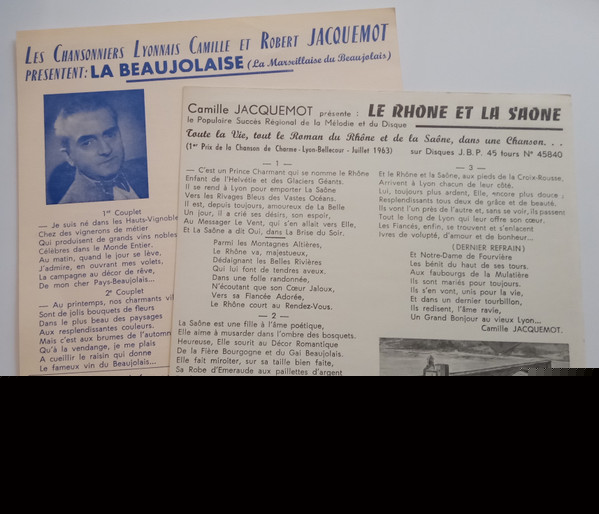 LES CHANSONNIERS LYONNAIS CAMILLE ET ROBERT JACQUEMOT
PRESENTENT: LA BEAUJOLAISE (La Marseillaise du Beaujolais)
1er Couplet
— Je suis né dans les Hauts-Vignoble
Chez des vignerons de métier
Qui produisent de grands vins nobles
Célèbres dans le Monde Entier.
Au matin, quand le jour se lève,
J'admire, en ouvrant mes volets,
La campagne au décor de rêve,
De mon cher Pays-Beaujolais...
2e Couplet
— Au printemps, nos charmants vil
Sont de jolis bouquets de fleurs
Dans le plus beau des paysages
Aux resplendissantes couleurs.
Mais c'est aux brumes de l'automn
Qu'à la vendange, je me plais
A cueillir le raisin qui donne
Le fameux vin du Beaujolais...
Camille JACQUEMOT présente : LE RHONE ET LA SAONE
le Populaire Succès Régional de la Mélodie et du Disque
Toute la Vie, tout le Roman du Rhône et de la Saône, dans une Chanson. . .
(1er Prix de la Chanson de Charme - Lyon-Bellecour - Juillet 1963) sur Disques J.B.P. 45 tours N° 45840
— 1 —
— C'est un Prince Charmant qui se nomme le Rhône
Enfant de l'Helvétie et des Glaciers Géants.
Il se rend à Lyon pour emporter La Saône
Vers les Rivages Bleus des Vastes Océans.
Il est, depuis toujours, amoureux de La Belle
Un jour, il a crié ses désirs, son espoir,
Au Messager Le Vent, qui s'en allait vers Elle,
Et La Saône a dit Oui, dans La Brise du Soir.
Parmi les Montagnes Altières,
Le Rhône va, majestueux,
Dédaignant les Belles Rivières
Qui lui font de tendres aveux.
Dans une folle randonnée,
N'écoutant que son Cœur Jaloux,
Vers sa Fiancée Adorée,
Le Rhône court au Rendez-Vous.
— 2 —
La Saône est une fille à l'âme poétique,
Elle aime à musarder dans l'ombre des bosquets.
Heureuse, Elle sourit au Décor Romantique
De la Fière Bourgogne et du Gai Beaujolais.
Elle fait miroiter, sur sa taille bien faite,
Sa Robe d'Emeraude aux paillettes d'argent
— 3 —
Et le Rhône et la Saône, aux pieds de la Croix-Rousse,
Arrivent à Lyon chacun de leur côté.
Lui, toujours plus ardent, Elle, encore plus douce ;
Resplendissants tous deux de grâce et de beauté.
Ils vont l'un près de l'autre et, sans se voir, ils passent
Tout le long de Lyon qui leur offre son cœur.
Les Fiancés, enfin, se trouvent et s'enlacent
Ivres de volupté, d'amour et de bonheur...
(DERNIER REFRAIN)
Et Notre-Dame de Fourvière
Les bénit du haut de ses tours.
Aux faubourgs de la Mulatière
Ils sont mariés pour toujours.
Ils s'en vont, unis pour la vie,
Et dans un dernier tourbillon,
Ils redisent, l'âme ravie,
Un Grand Bonjour au vieux Lyon...
Camille JACQUEMOT.